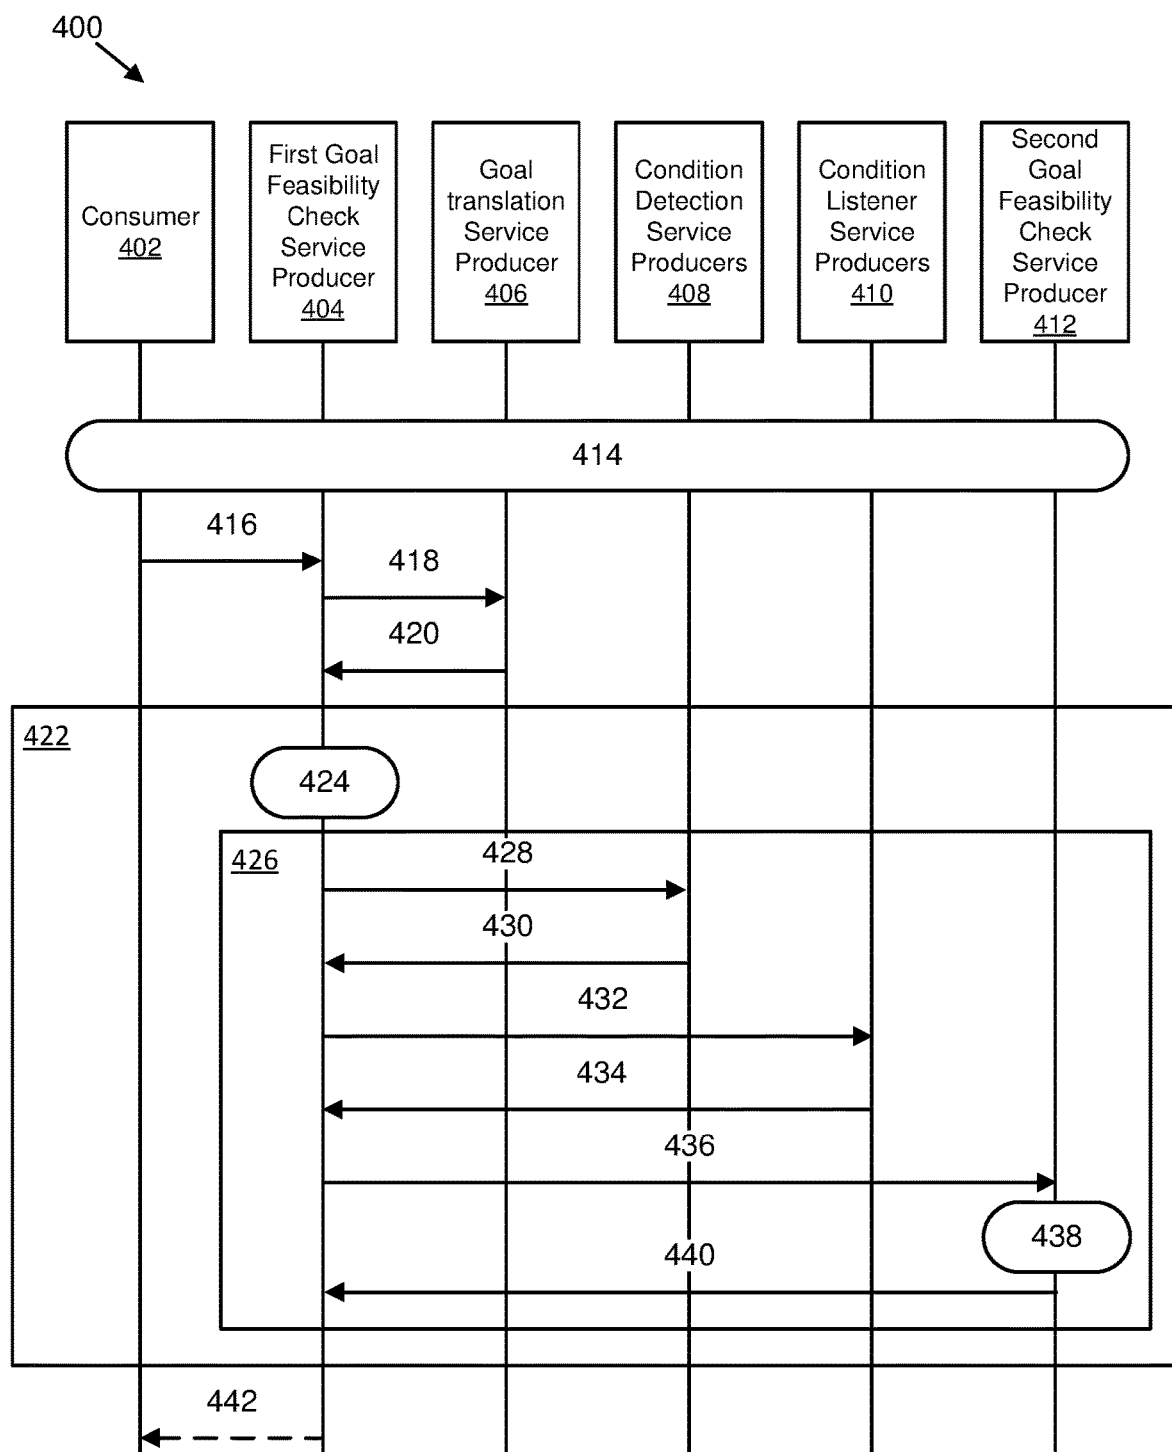 400
Consumer
402
First Goal
Feasibility
Check
Service
Producer
404
Goal
translation
Service
Producer
406
Condition
Detection
Service
Producers
408
Condition
Listener
Service
Producers
410
Second
Goal
Feasibility
Check
Service
Producer
412
414
416
418
420
422
424
426
428
430
432
434
436
438
440
442